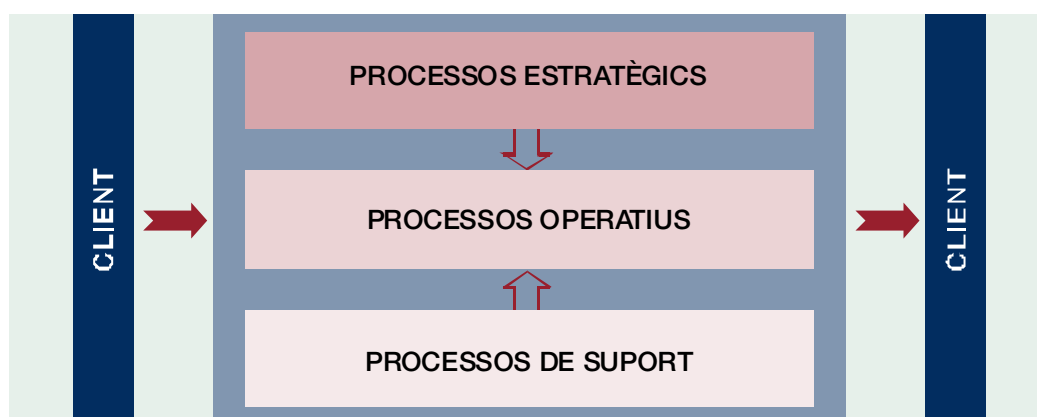 PROCESSOS ESTRATÈGICS
CLIENT
PROCESSOS OPERATIUS
CLIENT
PROCESSOS DE SUPORT